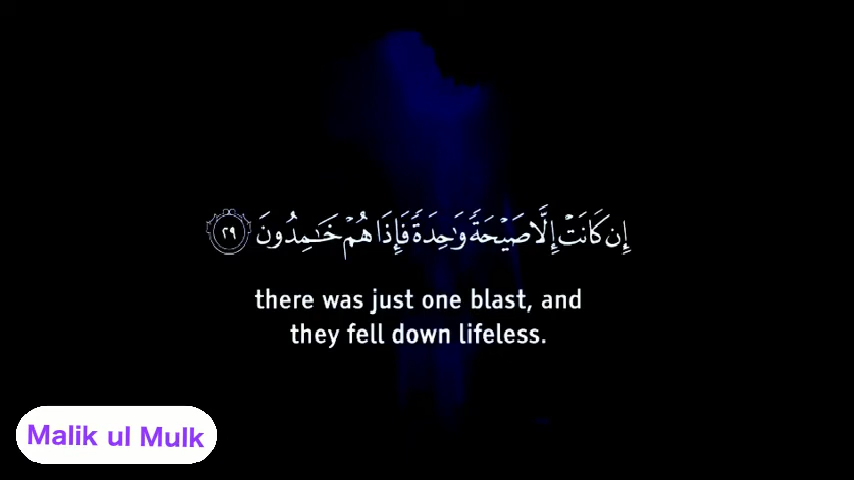 إِن كَانَتْ إِلَّا صَيْحَةً وَٰحِدَةً فَإِذَا هُمْ خَـٰمِدُونَ ٢٩
there was just one blast, and
they fell down lifeless.
Malik ul Mulk